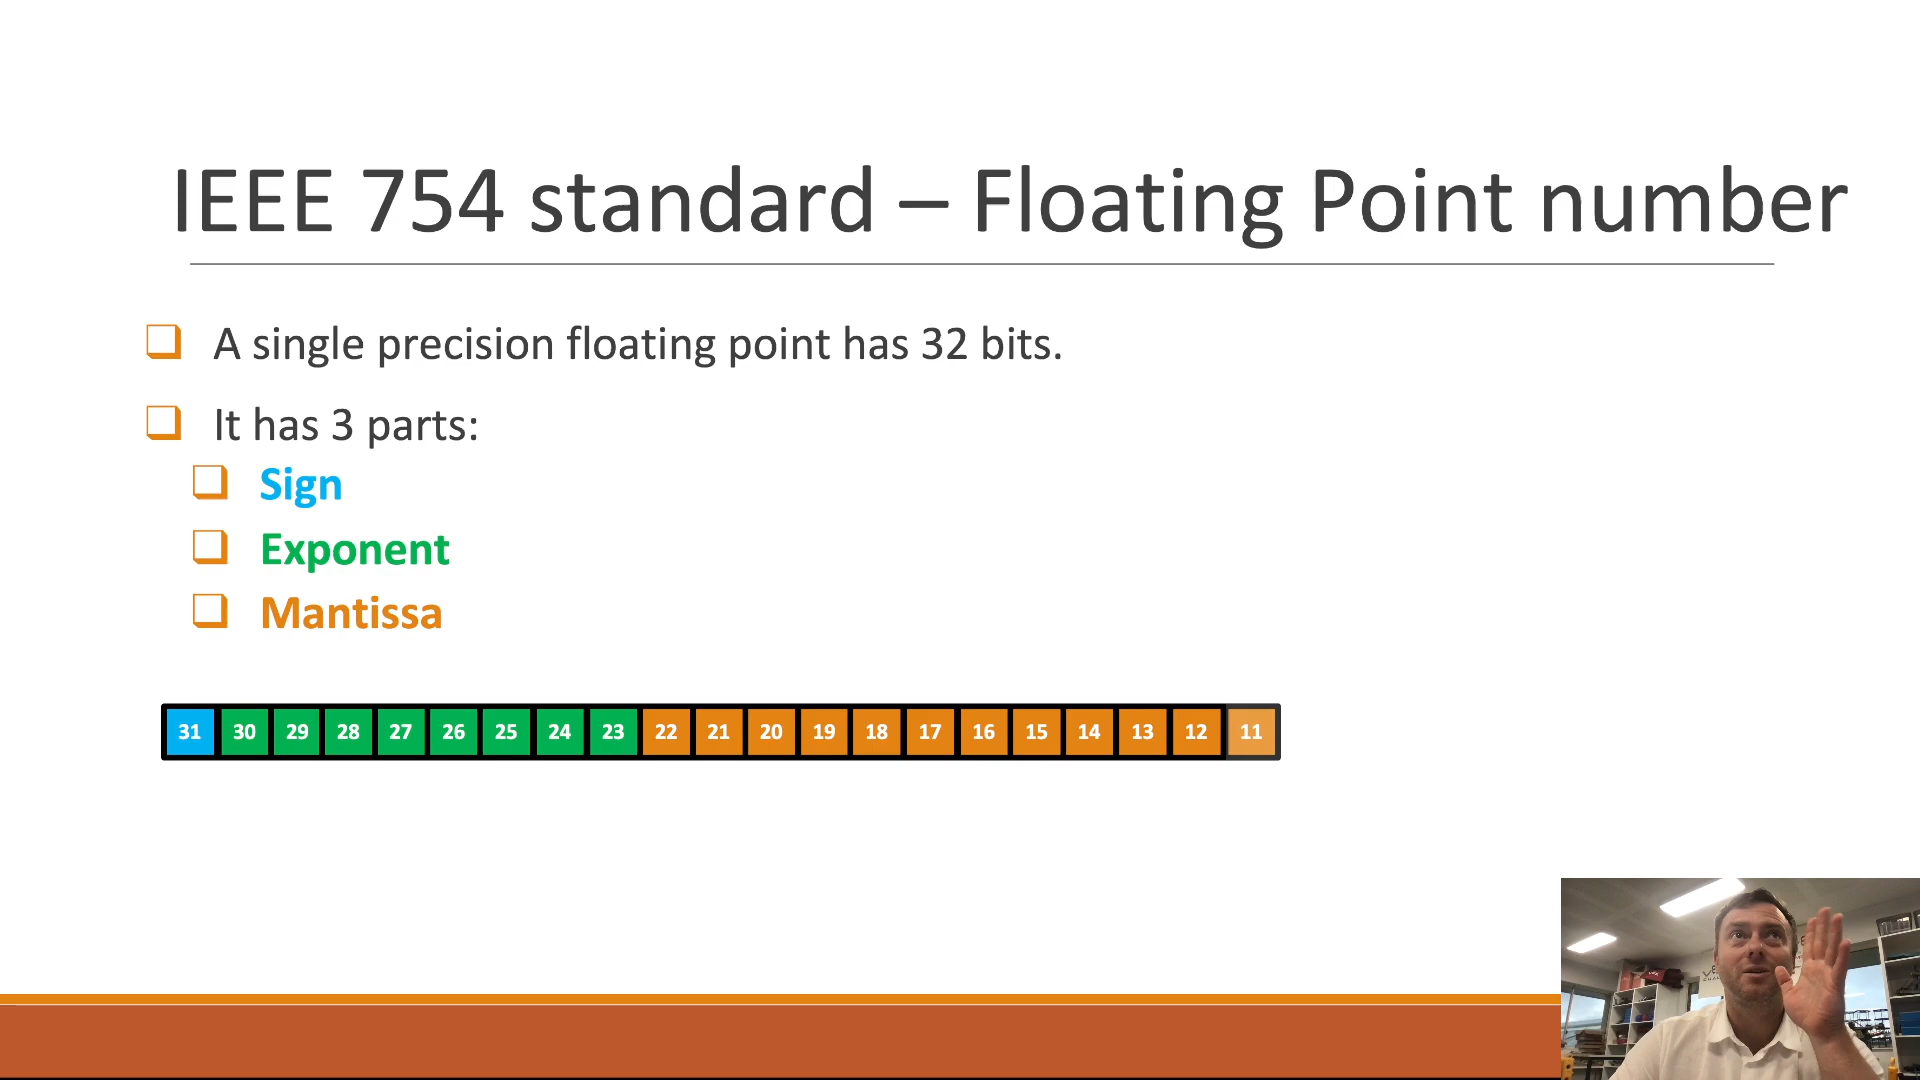 IEEE 754 standard – Floating Point number
A single precision floating point has 32 bits.
It has 3 parts:
Sign
Exponent
Mantissa
31 30 29 28 27 26 25 24 23 22 21 20 19 18 17 16 15 14 13 12 11